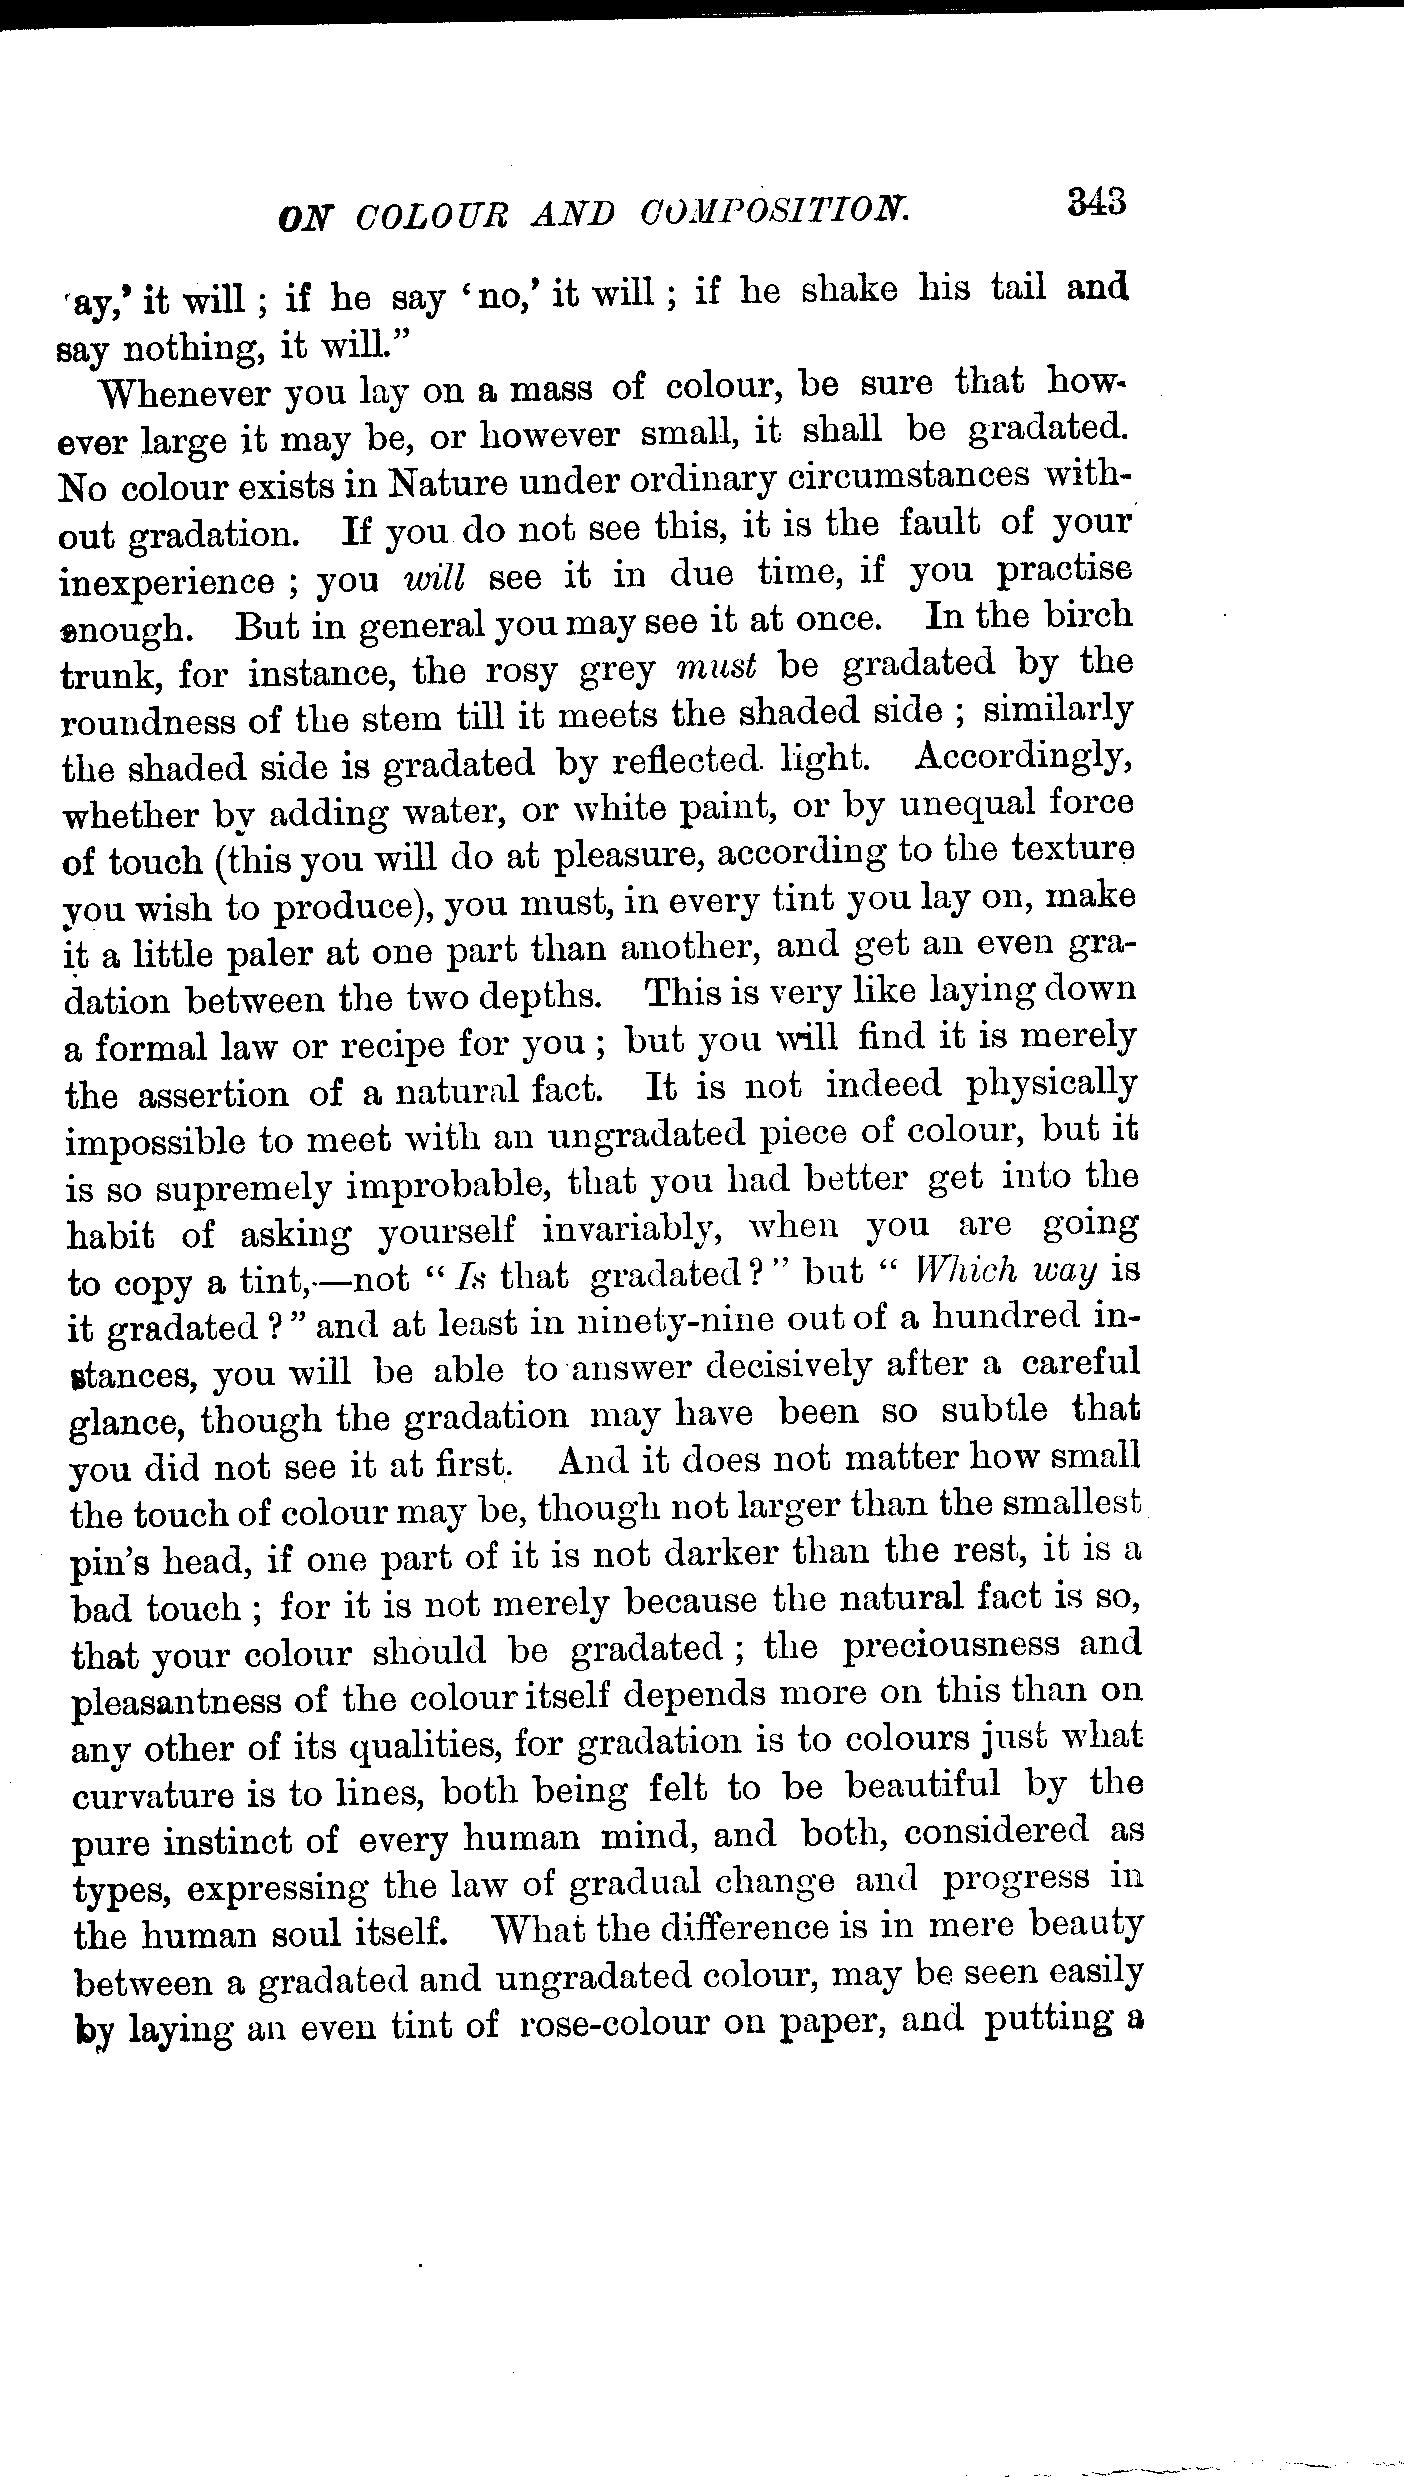 ON COLOUR AND COMPOSITION. 343
'ay,' it will ; if he say 'no,' it will ; if he shake his tail and
say nothing, it will."
Whenever you lay on a mass of colour, be sure that how-
ever large it may be, or however small, it shall be gradated.
No colour exists in Nature under ordinary circumstances with-
out gradation. If you do not see this, it is the fault of your
inexperience ; you will see it in due time, if you practise
enough. But in general you may see it at once. In the birch
trunk, for instance, the rosy grey must be gradated by the
roundness of the stem till it meets the shaded side ; similarly
the shaded side is gradated by reflected light. Accordingly,
whether by adding water, or white paint, or by unequal force
of touch (this you will do at pleasure, according to the texture
you wish to produce), you must, in every tint you lay on, make
it a little paler at one part than another, and get an even gra-
dation between the two depths. This is very like laying down
a formal law or recipe for you ; but you will find it is merely
the assertion of a natural fact. It is not indeed physically
impossible to meet with an ungradated piece of colour, but it
is so supremely improbable, that you had better get into the
habit of asking yourself invariably, when you are going
to copy a tint,—not "Is that gradated?" but "Which way is
it gradated?" and at least in ninety-nine out of a hundred in-
stances, you will be able to answer decisively after a careful
glance, though the gradation may have been so subtle that
you did not see it at first. And it does not matter how small
the touch of colour may be, though not larger than the smallest
pin's head, if one part of it is not darker than the rest, it is a
bad touch ; for it is not merely because the natural fact is so,
that your colour should be gradated ; the preciousness and
pleasantness of the colour itself depends more on this than on
any other of its qualities, for gradation is to colours just what
curvature is to lines, both being felt to be beautiful by the
pure instinct of every human mind, and both, considered as
types, expressing the law of gradual change and progress in
the human soul itself. What the difference is in mere beauty
between a gradated and ungradated colour, may be seen easily
by laying an even tint of rose-colour on paper, and putting a